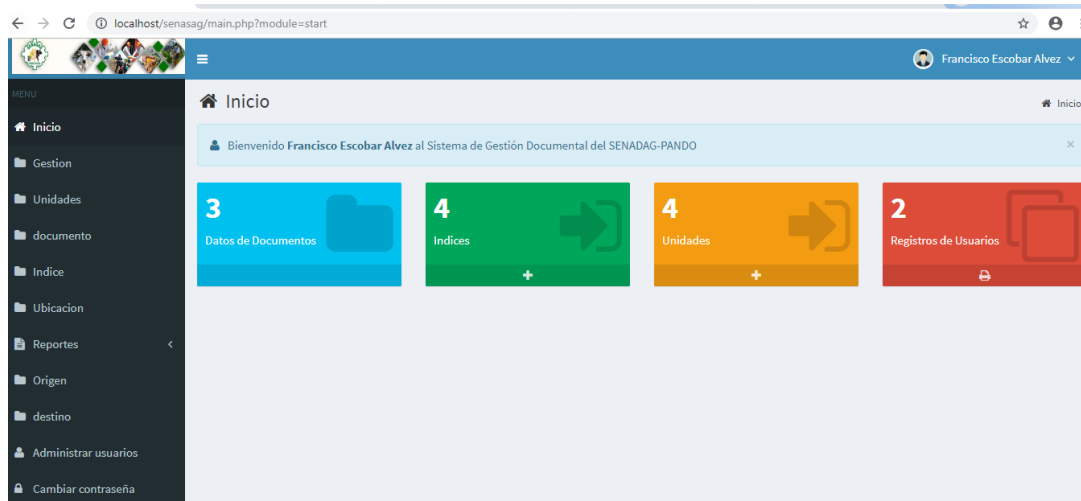 localhost/senasag/main.php?module=start
Francisco Escobar Alvez
MENU
Inicio
Gestion
Unidades
documento
Indice
Ubicacion
Reportes
Origen
destino
Administrar usuarios
Cambiar contraseña
Inicio
Inicio
Bienvenido Francisco Escobar Alvez al Sistema de Gestión Documental del SENADAG-PANDO
×
3
Datos de Documentos
4
Indices
4
Unidades
2
Registros de Usuarios